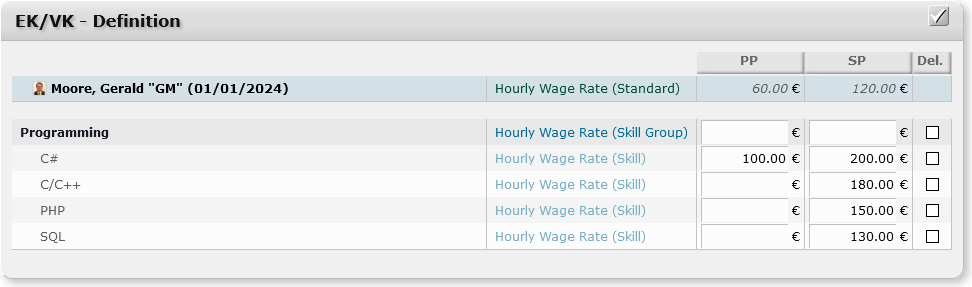 EK/VK - Definition
PP SP Del.
Moore, Gerald "GM" (01/01/2024) Hourly Wage Rate (Standard) 60.00 € 120.00 €
Programming Hourly Wage Rate (Skill Group) € €
C# Hourly Wage Rate (Skill) 100.00 € 200.00 €
C/C++ Hourly Wage Rate (Skill) € 180.00 €
PHP Hourly Wage Rate (Skill) € 150.00 €
SQL Hourly Wage Rate (Skill) € 130.00 €